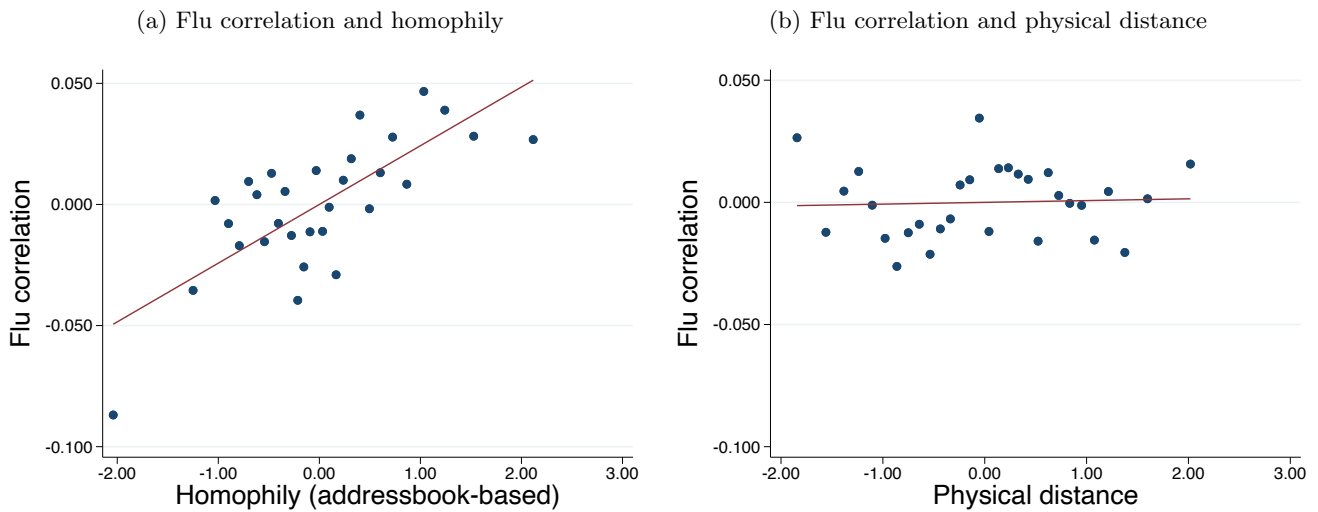 (a) Flu correlation and homophily
0.050
0.000
-0.050
-0.100
Flu correlation
-2.00 -1.00 0.00 1.00 2.00 3.00
Homophily (addressbook-based)
(b) Flu correlation and physical distance
0.050
0.000
-0.050
-0.100
Flu correlation
-2.00 -1.00 0.00 1.00 2.00 3.00
Physical distance